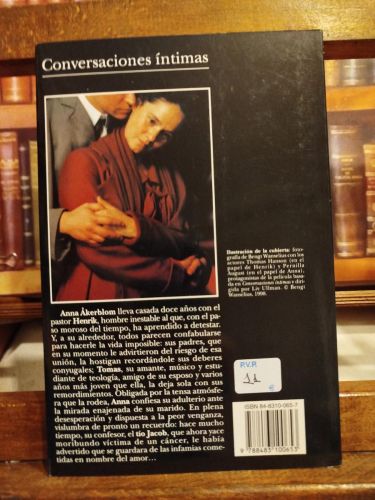 Conversaciones íntimas
Ilustración de la cubierta: foto-
grafía de Bengt Wanselius con los
actores Thomas Hanson (en el
papel de Henrik) y Pernilla
August (en el papel de Anna),
protagonistas de la película basa-
da en Conversaciones íntimas y diri-
gida por Liv Ullman. © Bengt
Wanselius, 1998.
Anna Åkerblom lleva casada doce años con el
pastor Henrik, hombre inestable al que, con el pa-
so moroso del tiempo, ha aprendido a detestar.
Y, a su alrededor, todos parecen confabularse
para hacerle la vida imposible: sus padres, que
en su momento le advirtieron del riesgo de esa
unión, la hostigan recordándole sus deberes
conyugales; Tomas, su amante, músico y estu-
diante de teología, amigo de su esposo y varios
años más joven que ella, la deja sola con sus
remordimientos. Obligada por la tensa atmósfe-
ra que la rodea, Anna confiesa su adulterio ante
la mirada enajenada de su marido. En plena
desesperación y dispuesta a la peor venganza,
vislumbra de pronto un recuerdo: hace mucho
tiempo, su confesor, el tío Jacob, que ahora yace
moribundo víctima de un cáncer, le había
advertido que se guardara de las infamias come-
tidas en nombre del amor...
P.V.P.
11
€
ISBN 84-8310-065-7
9 788483 100653